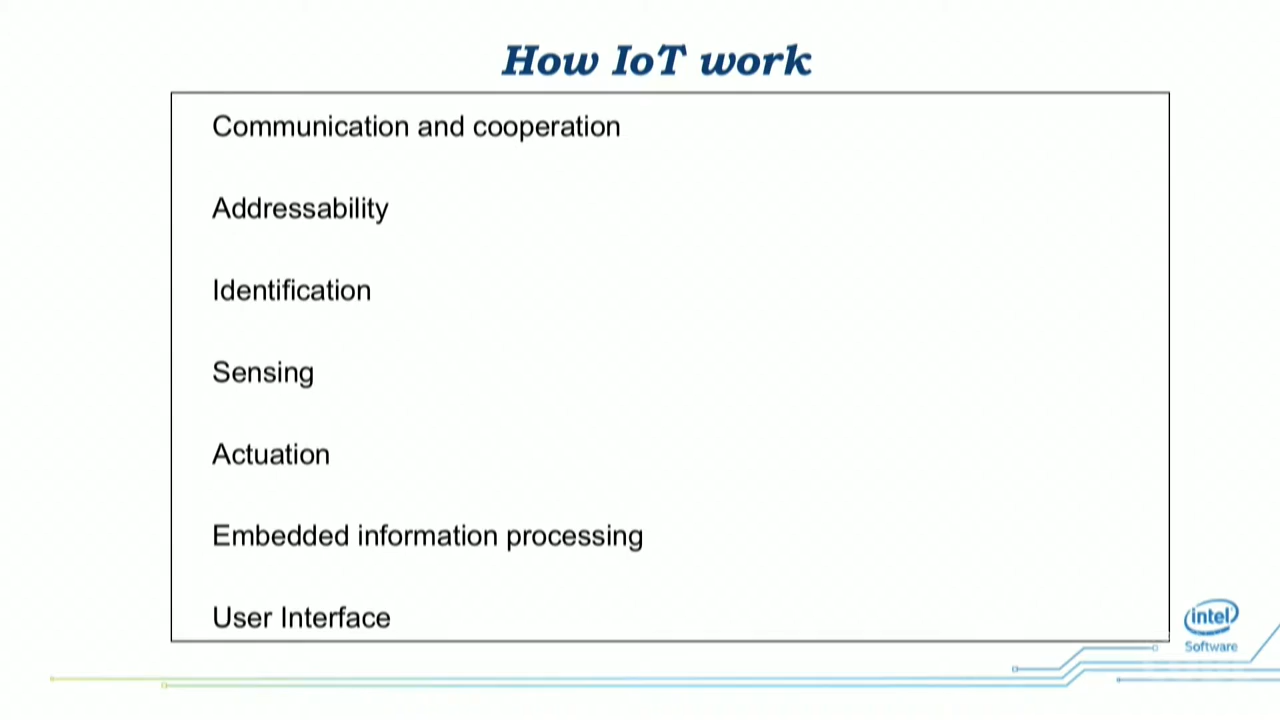 How IoT work
Communication and cooperation
Addressability
Identification
Sensing
Actuation
Embedded information processing
User Interface
intel
Software